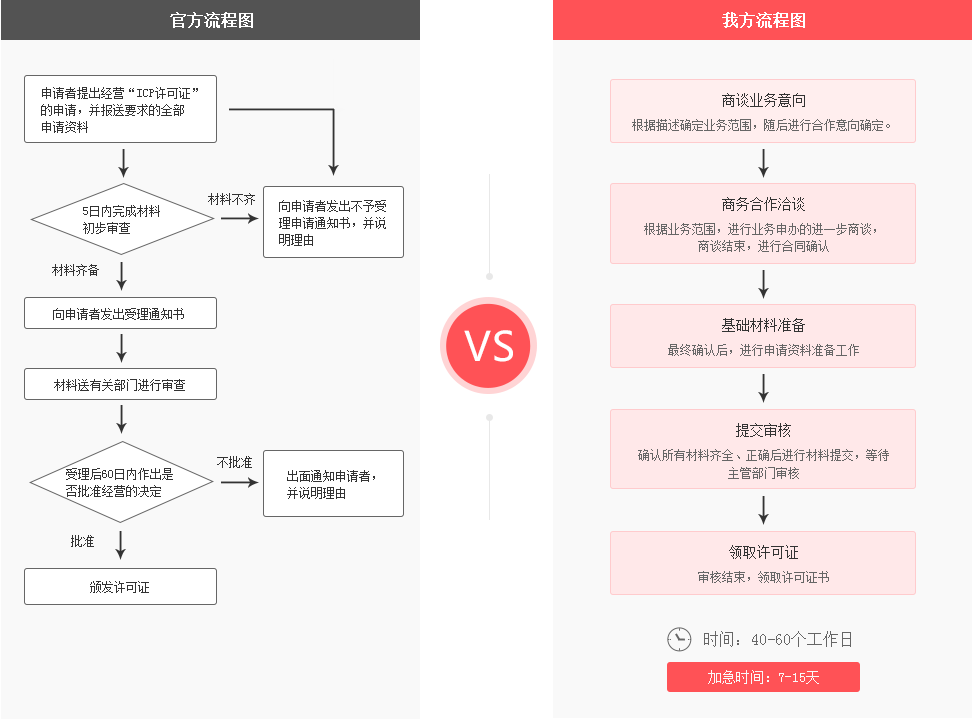 官方流程图
申请者提出经营“ICP许可证”
的申请，并报送要求的全部
申请资料
5日内完成材料
初步审查
材料不齐
向申请者发出不予受
理申请通知书，并说
明理由
材料齐备
向申请者发出受理通知书
材料送有关部门进行审查
受理后60日内作出是
否批准经营的决定
不批准
出面通知申请者，
并说明理由
批准
颁发许可证
VS
我方流程图
商谈业务意向
根据描述确定业务范围，随后进行合作意向确定。
商务合作洽谈
根据业务范围，进行业务申办的进一步商谈，
商谈结束，进行合同确认
基础材料准备
最终确认后，进行申请资料准备工作
提交审核
确认所有材料齐全、正确后进行材料提交，等待
主管部门审核
领取许可证
审核结束，领取许可证书
时间：40-60个工作日
加急时间：7-15天